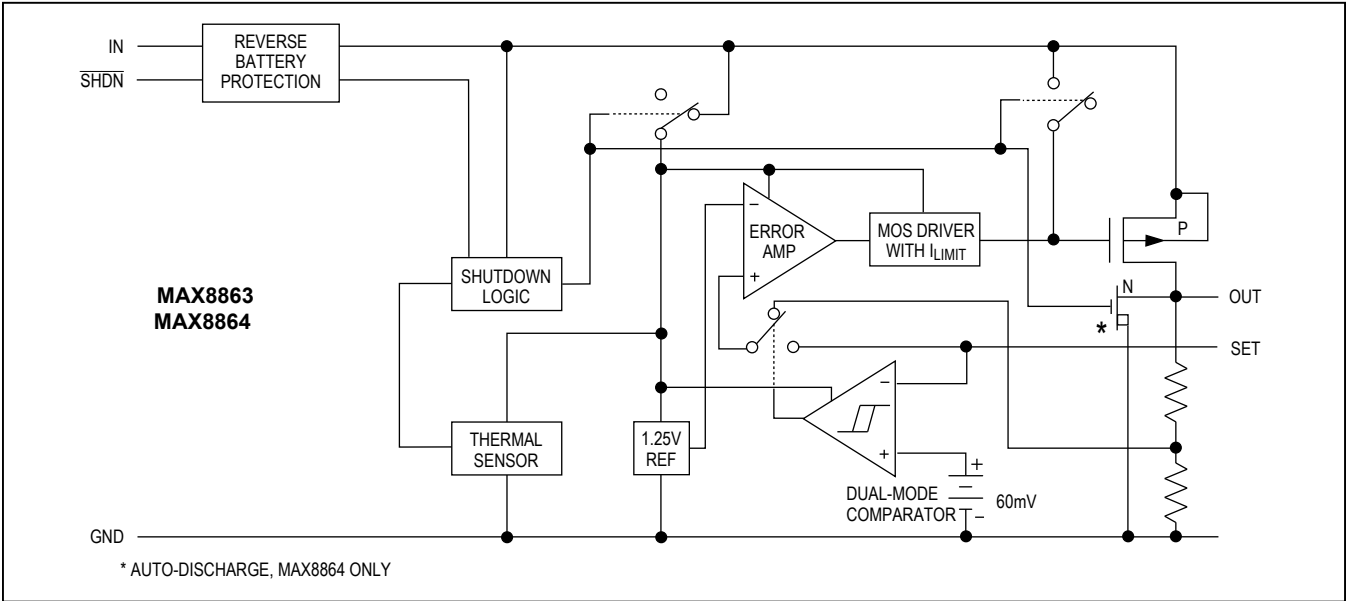 IN
SHDN
REVERSE
BATTERY
PROTECTION
ERROR
AMP
−
+
MOS DRIVER
WITH ILIMIT
P
N
*
OUT
SET
SHUTDOWN
LOGIC
MAX8863
MAX8864
THERMAL
SENSOR
1.25V
REF
−
+
DUAL-MODE
COMPARATOR
+
−
60mV
GND
* AUTO-DISCHARGE, MAX8864 ONLY